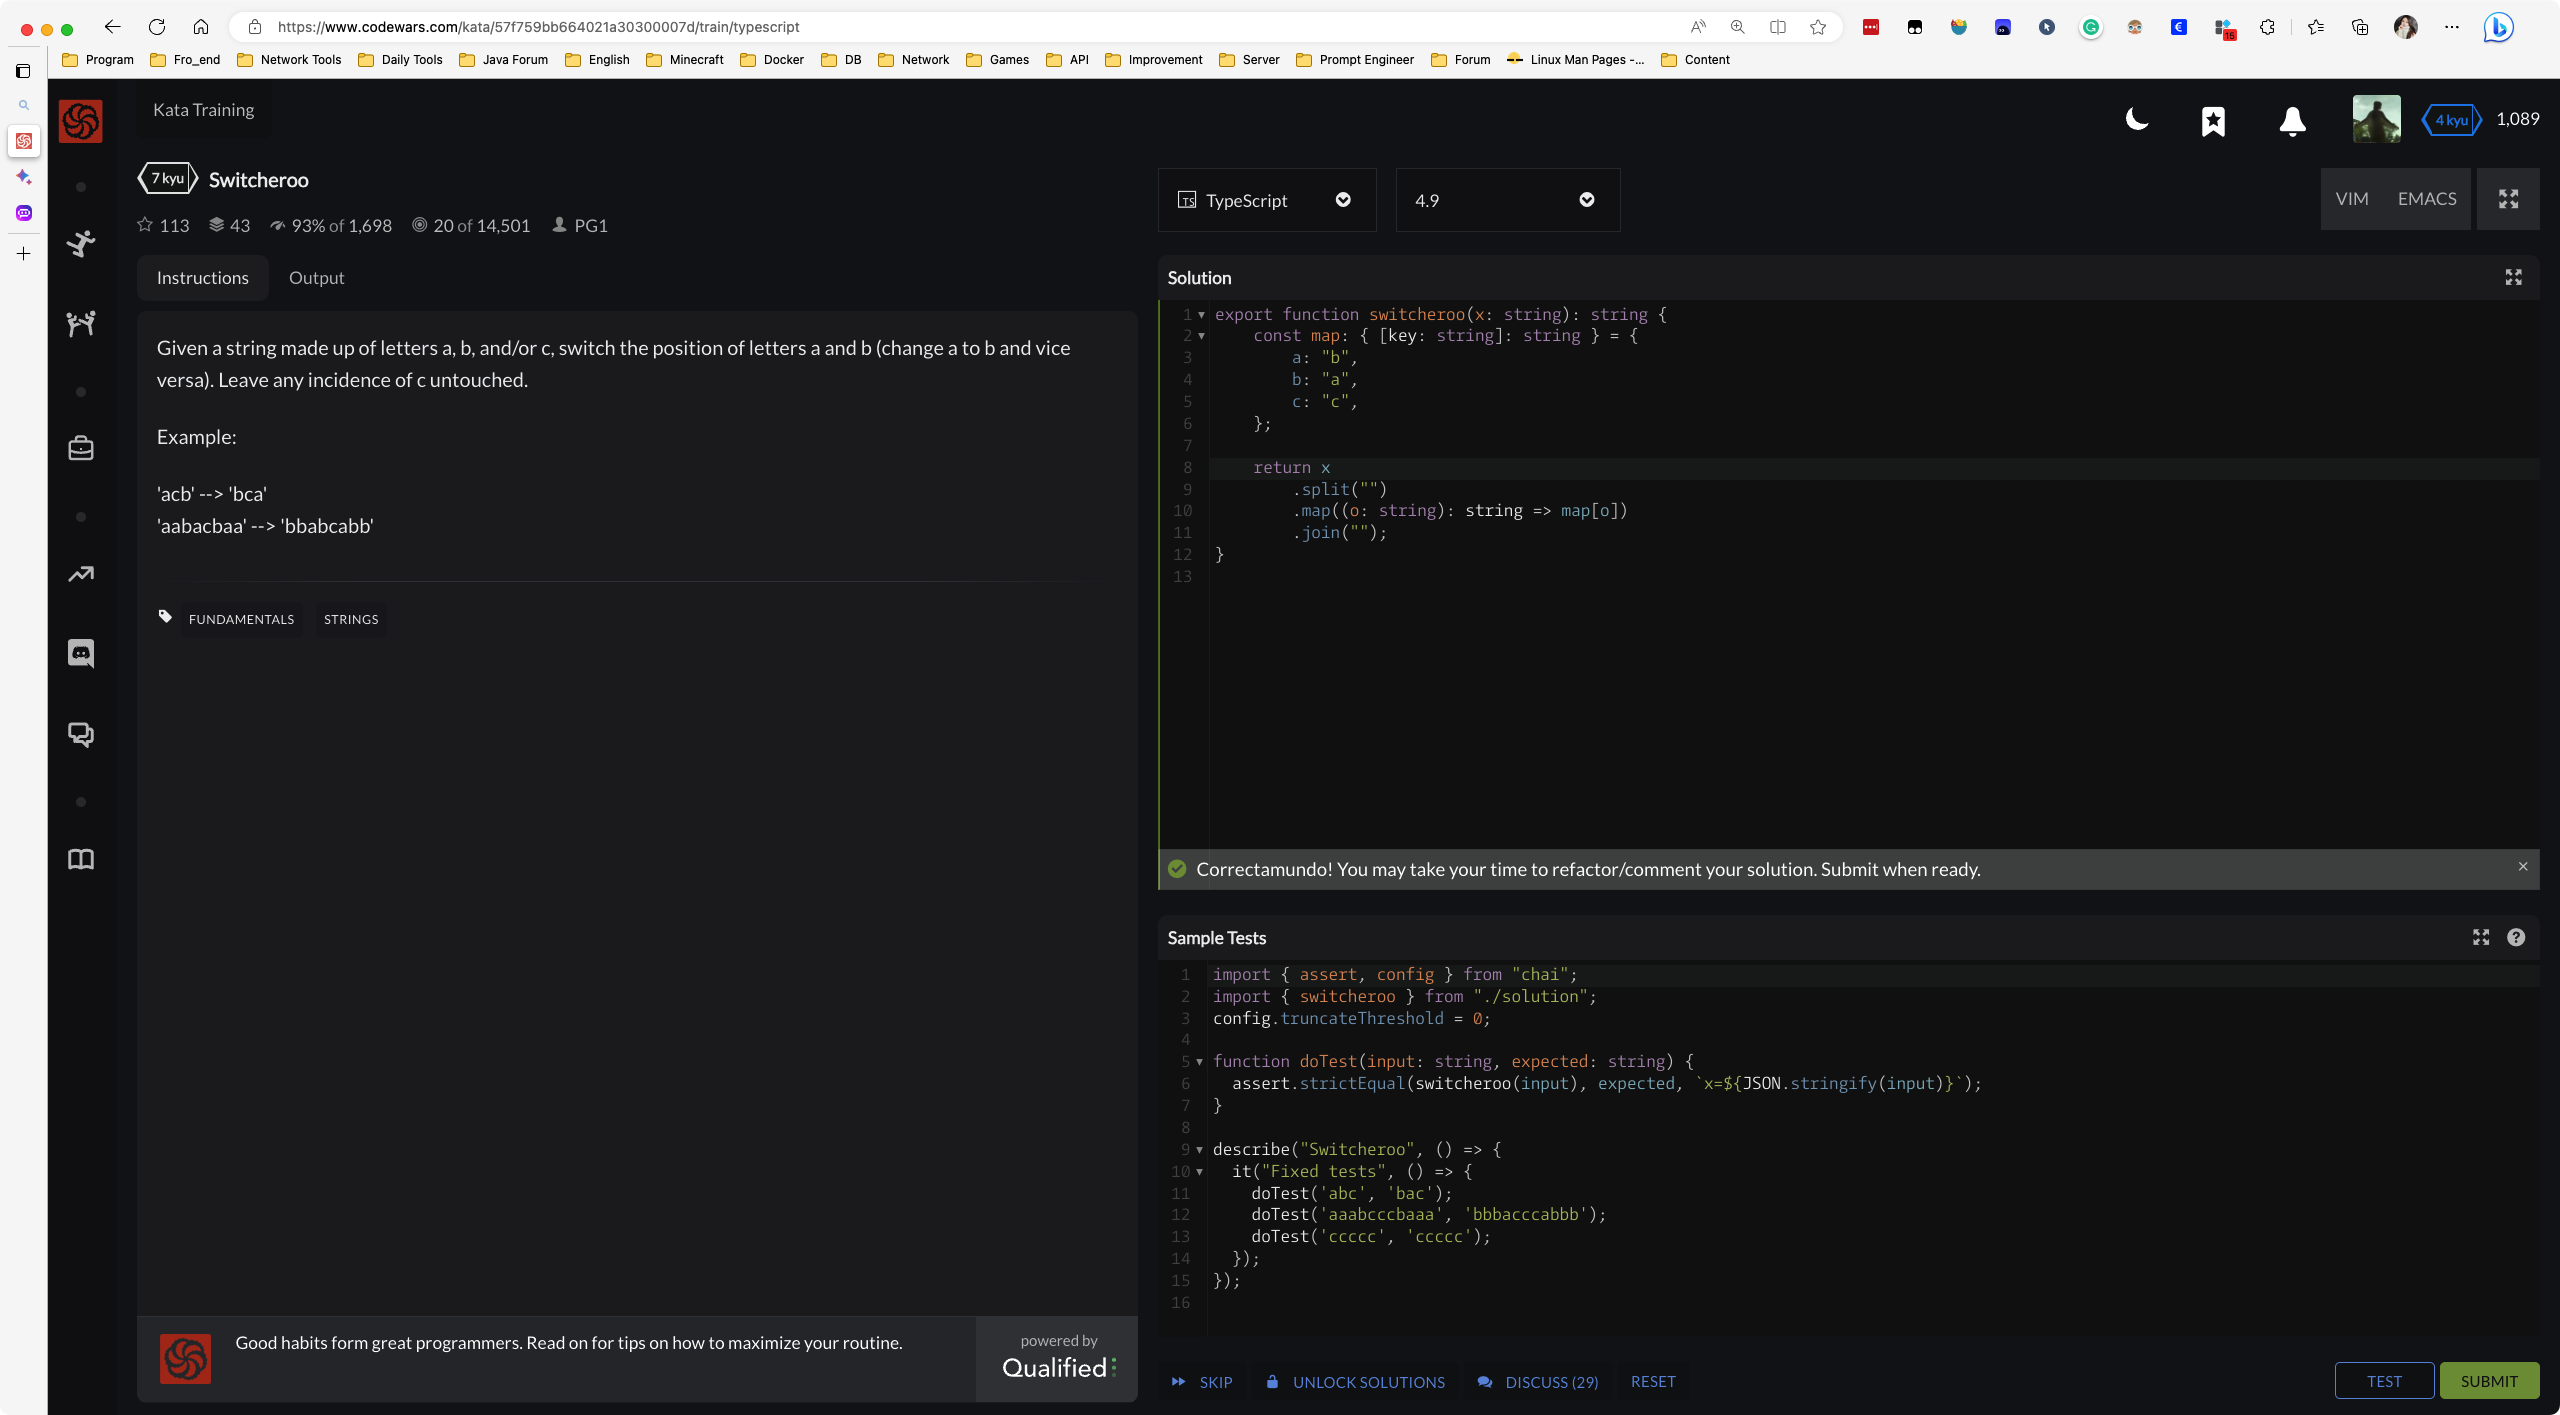 https://www.codewars.com/kata/57f759bb664021a30300007d/train/typescript
15
Program Fro_end Network Tools Daily Tools Java Forum English Minecraft Docker DB Network Games API Improvement Server Prompt Engineer Forum Linux Man Pages -... Content
Kata Training
4 kyu 1,089
7 kyu Switcheroo
113 43 93% of 1,698 20 of 14,501 PG1
Instructions Output
Given a string made up of letters a, b, and/or c, switch the position of letters a and b (change a to b and vice
versa). Leave any incidence of c untouched.
Example:
'acb' --> 'bca'
'aabacbaa' --> 'bbabcabb'
FUNDAMENTALS STRINGS
Good habits form great programmers. Read on for tips on how to maximize your routine.
powered by
Qualified
TS TypeScript 4.9
VIM EMACS
Solution
1 export function switcheroo(x: string): string {
2 const map: { [key: string]: string } = {
3 a: "b",
4 b: "a",
5 c: "c",
6 };
7
8 return x
9 .split("")
10 .map((o: string): string => map[o])
11 .join("");
12 }
13
Correctamundo! You may take your time to refactor/comment your solution. Submit when ready.
Sample Tests
1 import { assert, config } from "chai";
2 import { switcheroo } from "./solution";
3 config.truncateThreshold = 0;
4
5 function doTest(input: string, expected: string) {
6 assert.strictEqual(switcheroo(input), expected, `x=${JSON.stringify(input)}`);
7 }
8
9 describe("Switcheroo", () => {
10 it("Fixed tests", () => {
11 doTest('abc', 'bac');
12 doTest('aaabcccbaaa', 'bbbacccabbb');
13 doTest('ccccc', 'ccccc');
14 });
15 });
16
SKIP UNLOCK SOLUTIONS DISCUSS (29) RESET
TEST SUBMIT